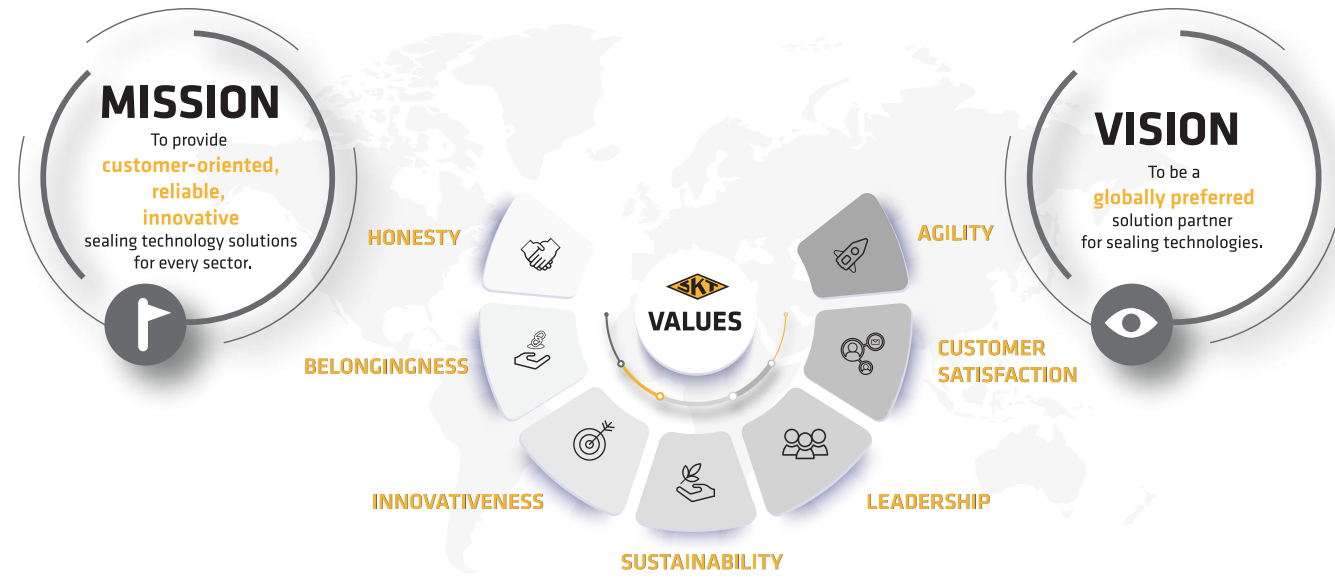 MISSION
To provide
customer-oriented,
reliable,
innovative
sealing technology solutions
for every sector.
VISION
To be a
globally preferred
solution partner
for sealing technologies.
SKT
VALUES
HONESTY
BELONGINGNESS
INNOVATIVENESS
SUSTAINABILITY
LEADERSHIP
CUSTOMER
SATISFACTION
AGILITY